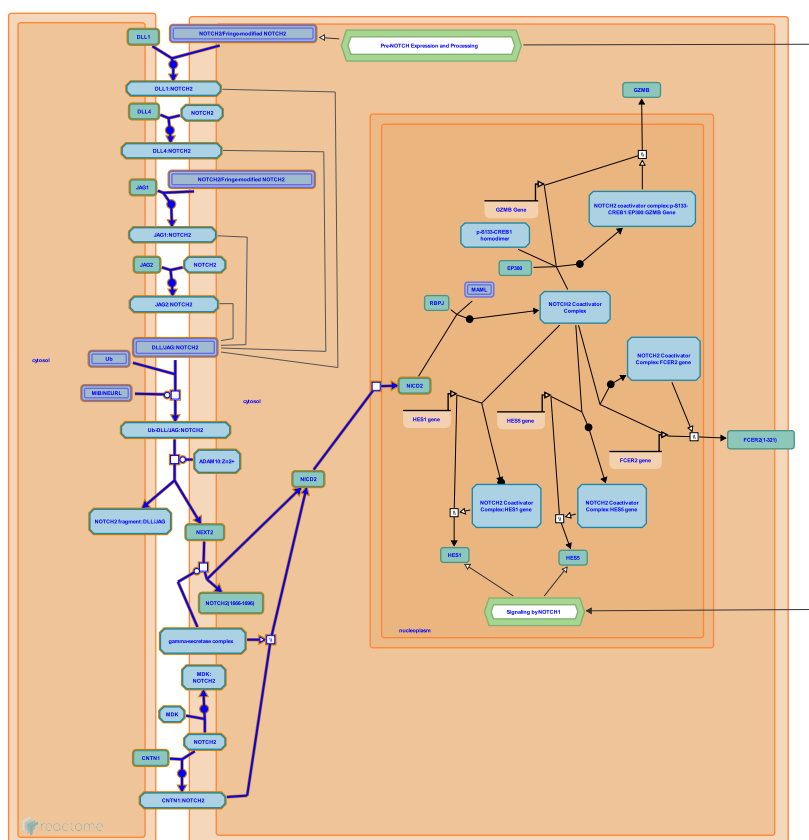 DLL1
NOTCH2/Fringe-modified NOTCH2
Pre-NOTCH Expression and Processing
DLL1:NOTCH2
GZMB
DLL4
NOTCH2
DLL4:NOTCH2
NOTCH2/Fringe-modified NOTCH2
JAG1
GZMB Gene
NOTCH2 coactivator complex:p-S133-
CREB1:EP300:GZMB Gene
JAG1:NOTCH2
p-S133-CREB1
homodimer
JAG2
NOTCH2
EP300
MAML
RBPJ
NOTCH2 Coactivator
Complex
JAG2:NOTCH2
DLL/JAG:NOTCH2
Ub
cytosol
NOTCH2 Coactivator
Complex:FCER2 gene
MIB/NEURL
NICD2
cytosol
HES1 gene
HES5 gene
Ub-DLL/JAG:NOTCH2
FCER2(1-321)
ADAM10:Zn2+
FCER2 gene
NICD2
NOTCH2 Coactivator
Complex:HES1 gene
NOTCH2 Coactivator
Complex:HES5 gene
NOTCH2 fragment:DLL/JAG
NEXT2
HES1
HES5
NOTCH2(1666-1696)
Signaling by NOTCH1
nucleoplasm
gamma-secretase complex
MDK:
NOTCH2
MDK
NOTCH2
CNTN1
CNTN1:NOTCH2
reactome